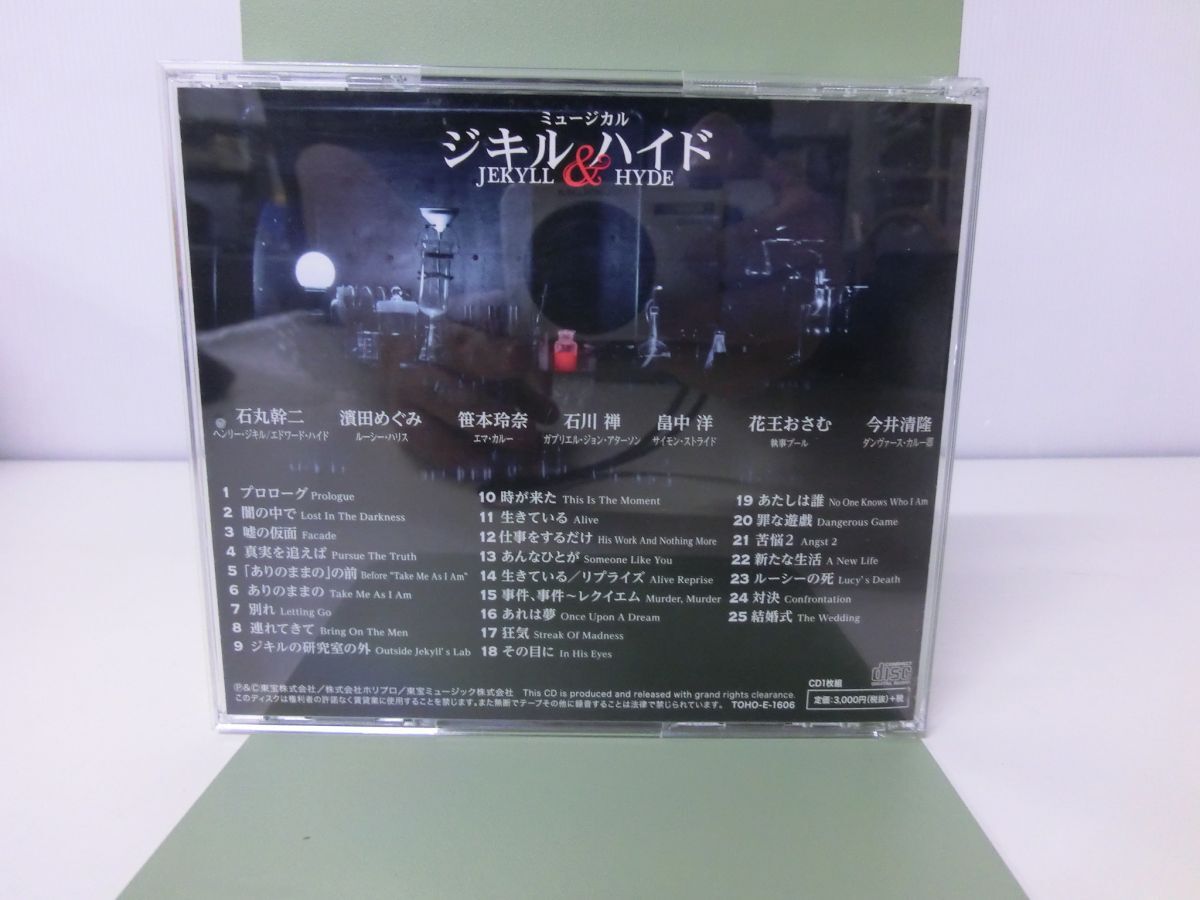 ミュージカル
ジキル&ハイド
JEKYLL & HYDE
石丸幹二
ヘンリー・ジキル/エドワード・ハイド
濱田めぐみ
ルーシー・ハリス
笹本玲奈
エマ・カルー
石川 禅
ガブリエル・ジョン・アターソン
畠中 洋
サイモン・ストライド
花王おさむ
執事プール
今井清隆
ダンヴァース・カルー卿
1 プロローグ Prologue
2 闇の中で Lost In The Darkness
3 嘘の仮面 Facade
4 真実を追えば Pursue The Truth
5 「ありのままの」の前 Before "Take Me As I Am"
6 ありのままの Take Me As I Am
7 別れ Letting Go
8 連れてきて Bring On The Men
9 ジキルの研究室の外 Outside Jekyll's Lab
10 時が来た This Is The Moment
11 生きている Alive
12 仕事をするだけ His Work And Nothing More
13 あんなひとが Someone Like You
14 生きている/リプライズ Alive Reprise
15 事件、事件~レクイエム Murder, Murder
16 あれは夢 Once Upon A Dream
17 狂気 Streak Of Madness
18 その目に In His Eyes
19 あたしは誰 No One Knows Who I Am
20 罪な遊戯 Dangerous Game
21 苦悩2 Angst 2
22 新たな生活 A New Life
23 ルーシーの死 Lucy's Death
24 対決 Confrontation
25 結婚式 The Wedding
COMPACT
disc
DIGITAL AUDIO
CD1枚組
定価:3,000円(税抜)+税
Ⓟ&Ⓒ東宝株式会社/株式会社ホリプロ/東宝ミュージック株式会社 This CD is produced and released with grand rights clearance.
このディスクは権利者の許諾なく賃貸業に使用することを禁じます。また無断でテープその他に録音することは法律で禁じられています。 TOHO-E-1606